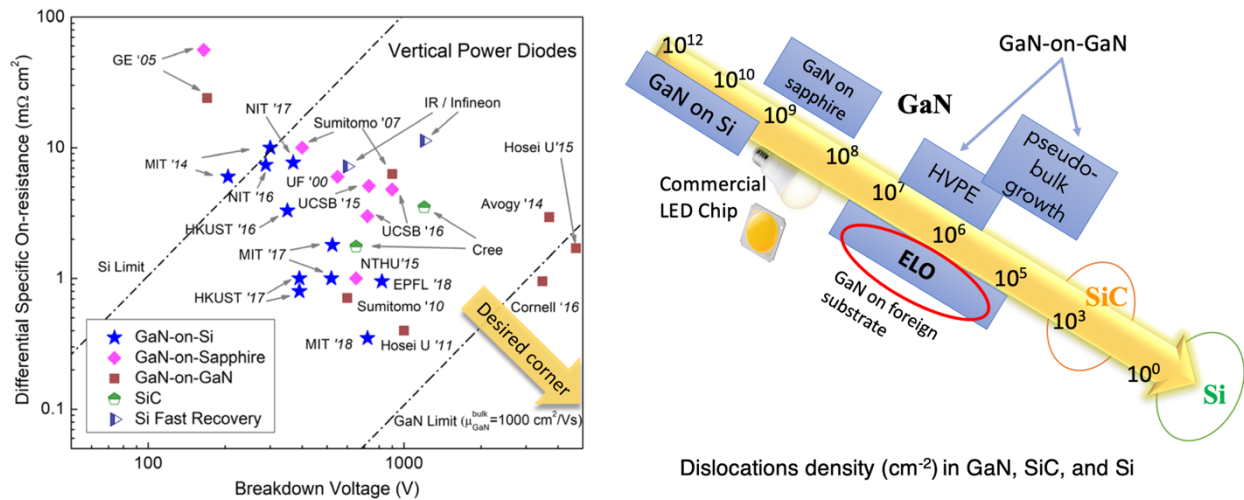 Differential Specific On-resistance (mΩ cm²)
100
10
1
0.1
100
1000
Breakdown Voltage (V)
Vertical Power Diodes
GE '05
NIT '17
Sumitomo '07
IR / Infineon
MIT '14
NIT '16
UF '00
UCSB '15
Hosei U'15
HKUST '16
UCSB '16
Avogy '14
Cree
Si Limit
MIT '17
NTHU'15
EPFL '18
HKUST '17
Sumitomo '10
Cornell '16
MIT '18
Hosei U '11
Desired corner
GaN-on-Si
GaN-on-Sapphire
GaN-on-GaN
SiC
Si Fast Recovery
GaN Limit (μ bulk GaN =1000 cm²/Vs)
GaN-on-GaN
10¹²
10¹⁰
10⁹
10⁸
10⁷
10⁶
10⁵
10³
10⁰
GaN on Si
GaN on
sapphire
GaN
HVPE
pseudo-
bulk
growth
Commercial
LED Chip
ELO
GaN on foreign
substrate
SiC
Si
Dislocations density (cm⁻²) in GaN, SiC, and Si